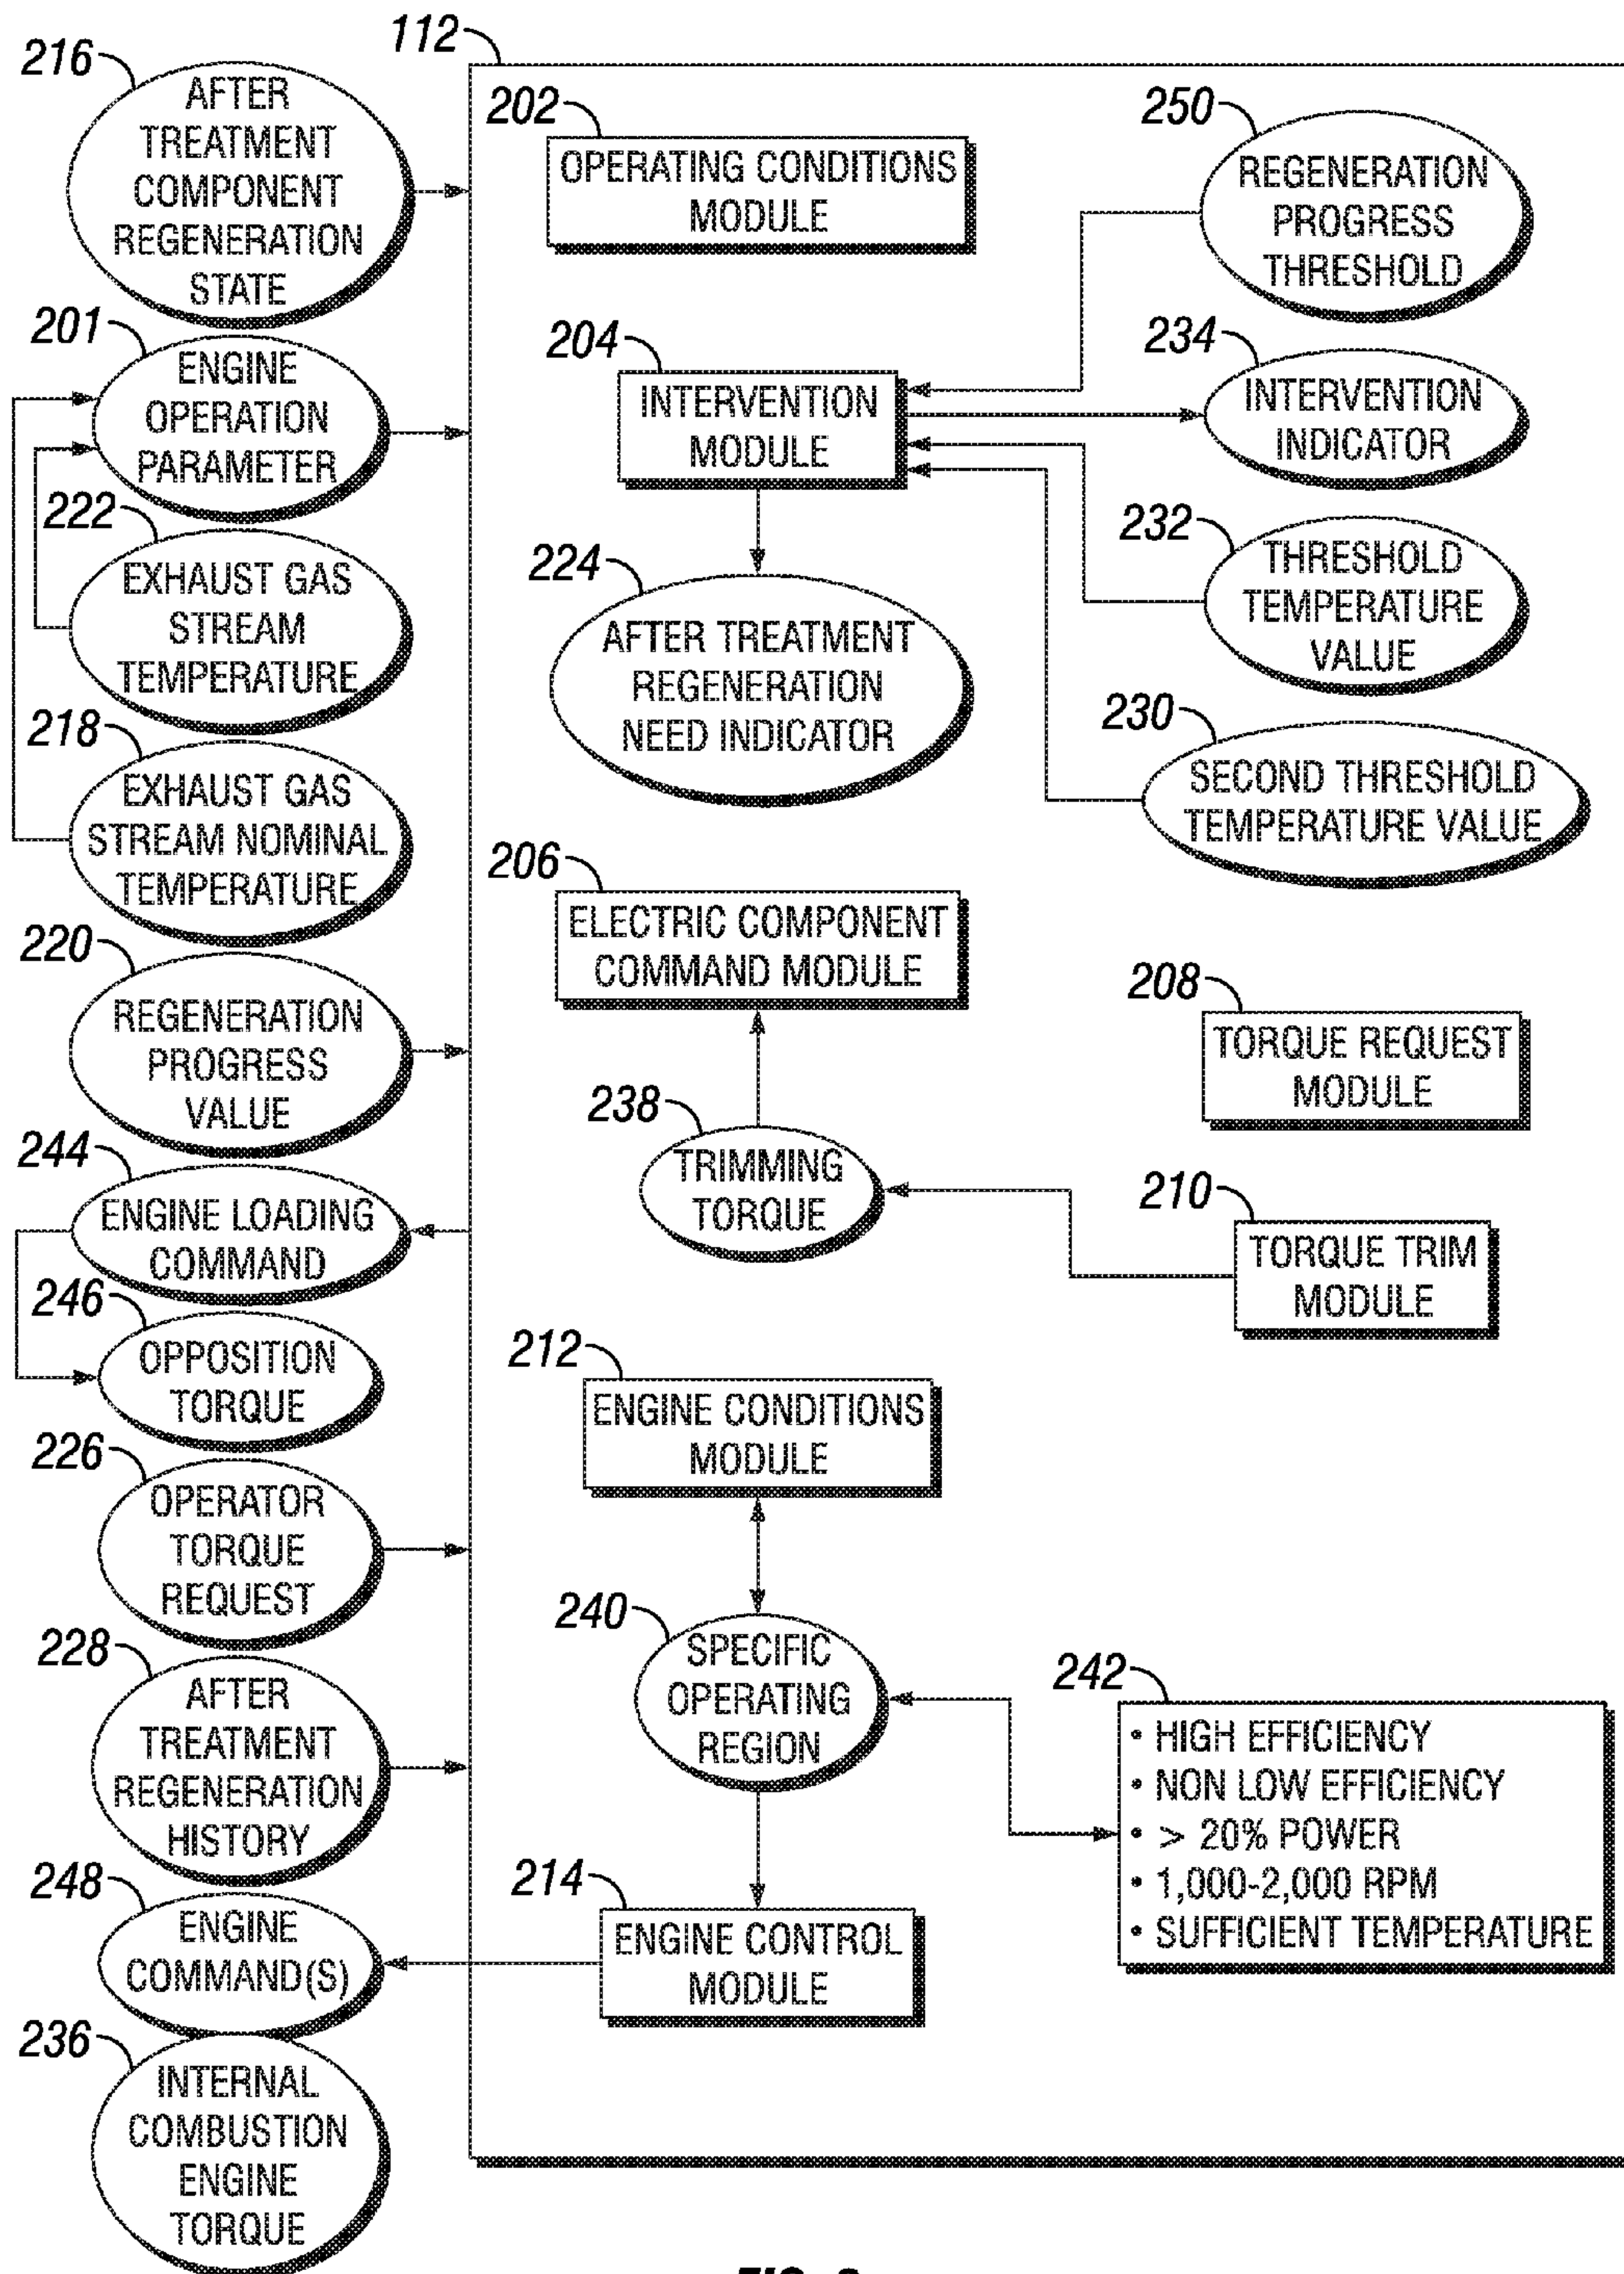 112
216
AFTER
TREATMENT
COMPONENT
REGENERATION
STATE
201
ENGINE
OPERATION
PARAMETER
222
EXHAUST GAS
STREAM
TEMPERATURE
218
EXHAUST GAS
STREAM NOMINAL
TEMPERATURE
220
REGENERATION
PROGRESS
VALUE
244
ENGINE LOADING
COMMAND
246
OPPOSITION
TORQUE
226
OPERATOR
TORQUE
REQUEST
228
AFTER
TREATMENT
REGENERATION
HISTORY
248
ENGINE
COMMAND(S)
236
INTERNAL
COMBUSTION
ENGINE
TORQUE
202
OPERATING CONDITIONS
MODULE
204
INTERVENTION
MODULE
224
AFTER TREATMENT
REGENERATION
NEED INDICATOR
206
ELECTRIC COMPONENT
COMMAND MODULE
238
TRIMMING
TORQUE
212
ENGINE CONDITIONS
MODULE
240
SPECIFIC
OPERATING
REGION
214
ENGINE CONTROL
MODULE
250
REGENERATION
PROGRESS
THRESHOLD
234
INTERVENTION
INDICATOR
232
THRESHOLD
TEMPERATURE
VALUE
230
SECOND THRESHOLD
TEMPERATURE VALUE
208
TORQUE REQUEST
MODULE
210
TORQUE TRIM
MODULE
242
• HIGH EFFICIENCY
• NON LOW EFFICIENCY
• > 20% POWER
• 1,000-2,000 RPM
• SUFFICIENT TEMPERATURE